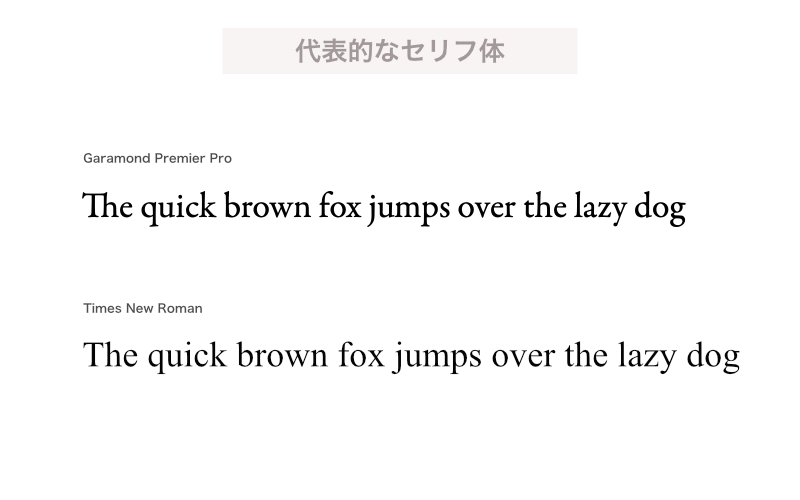 代表的なセリフ体
Garamond Premier Pro
The quick brown fox jumps over the lazy dog
Times New Roman
The quick brown fox jumps over the lazy dog